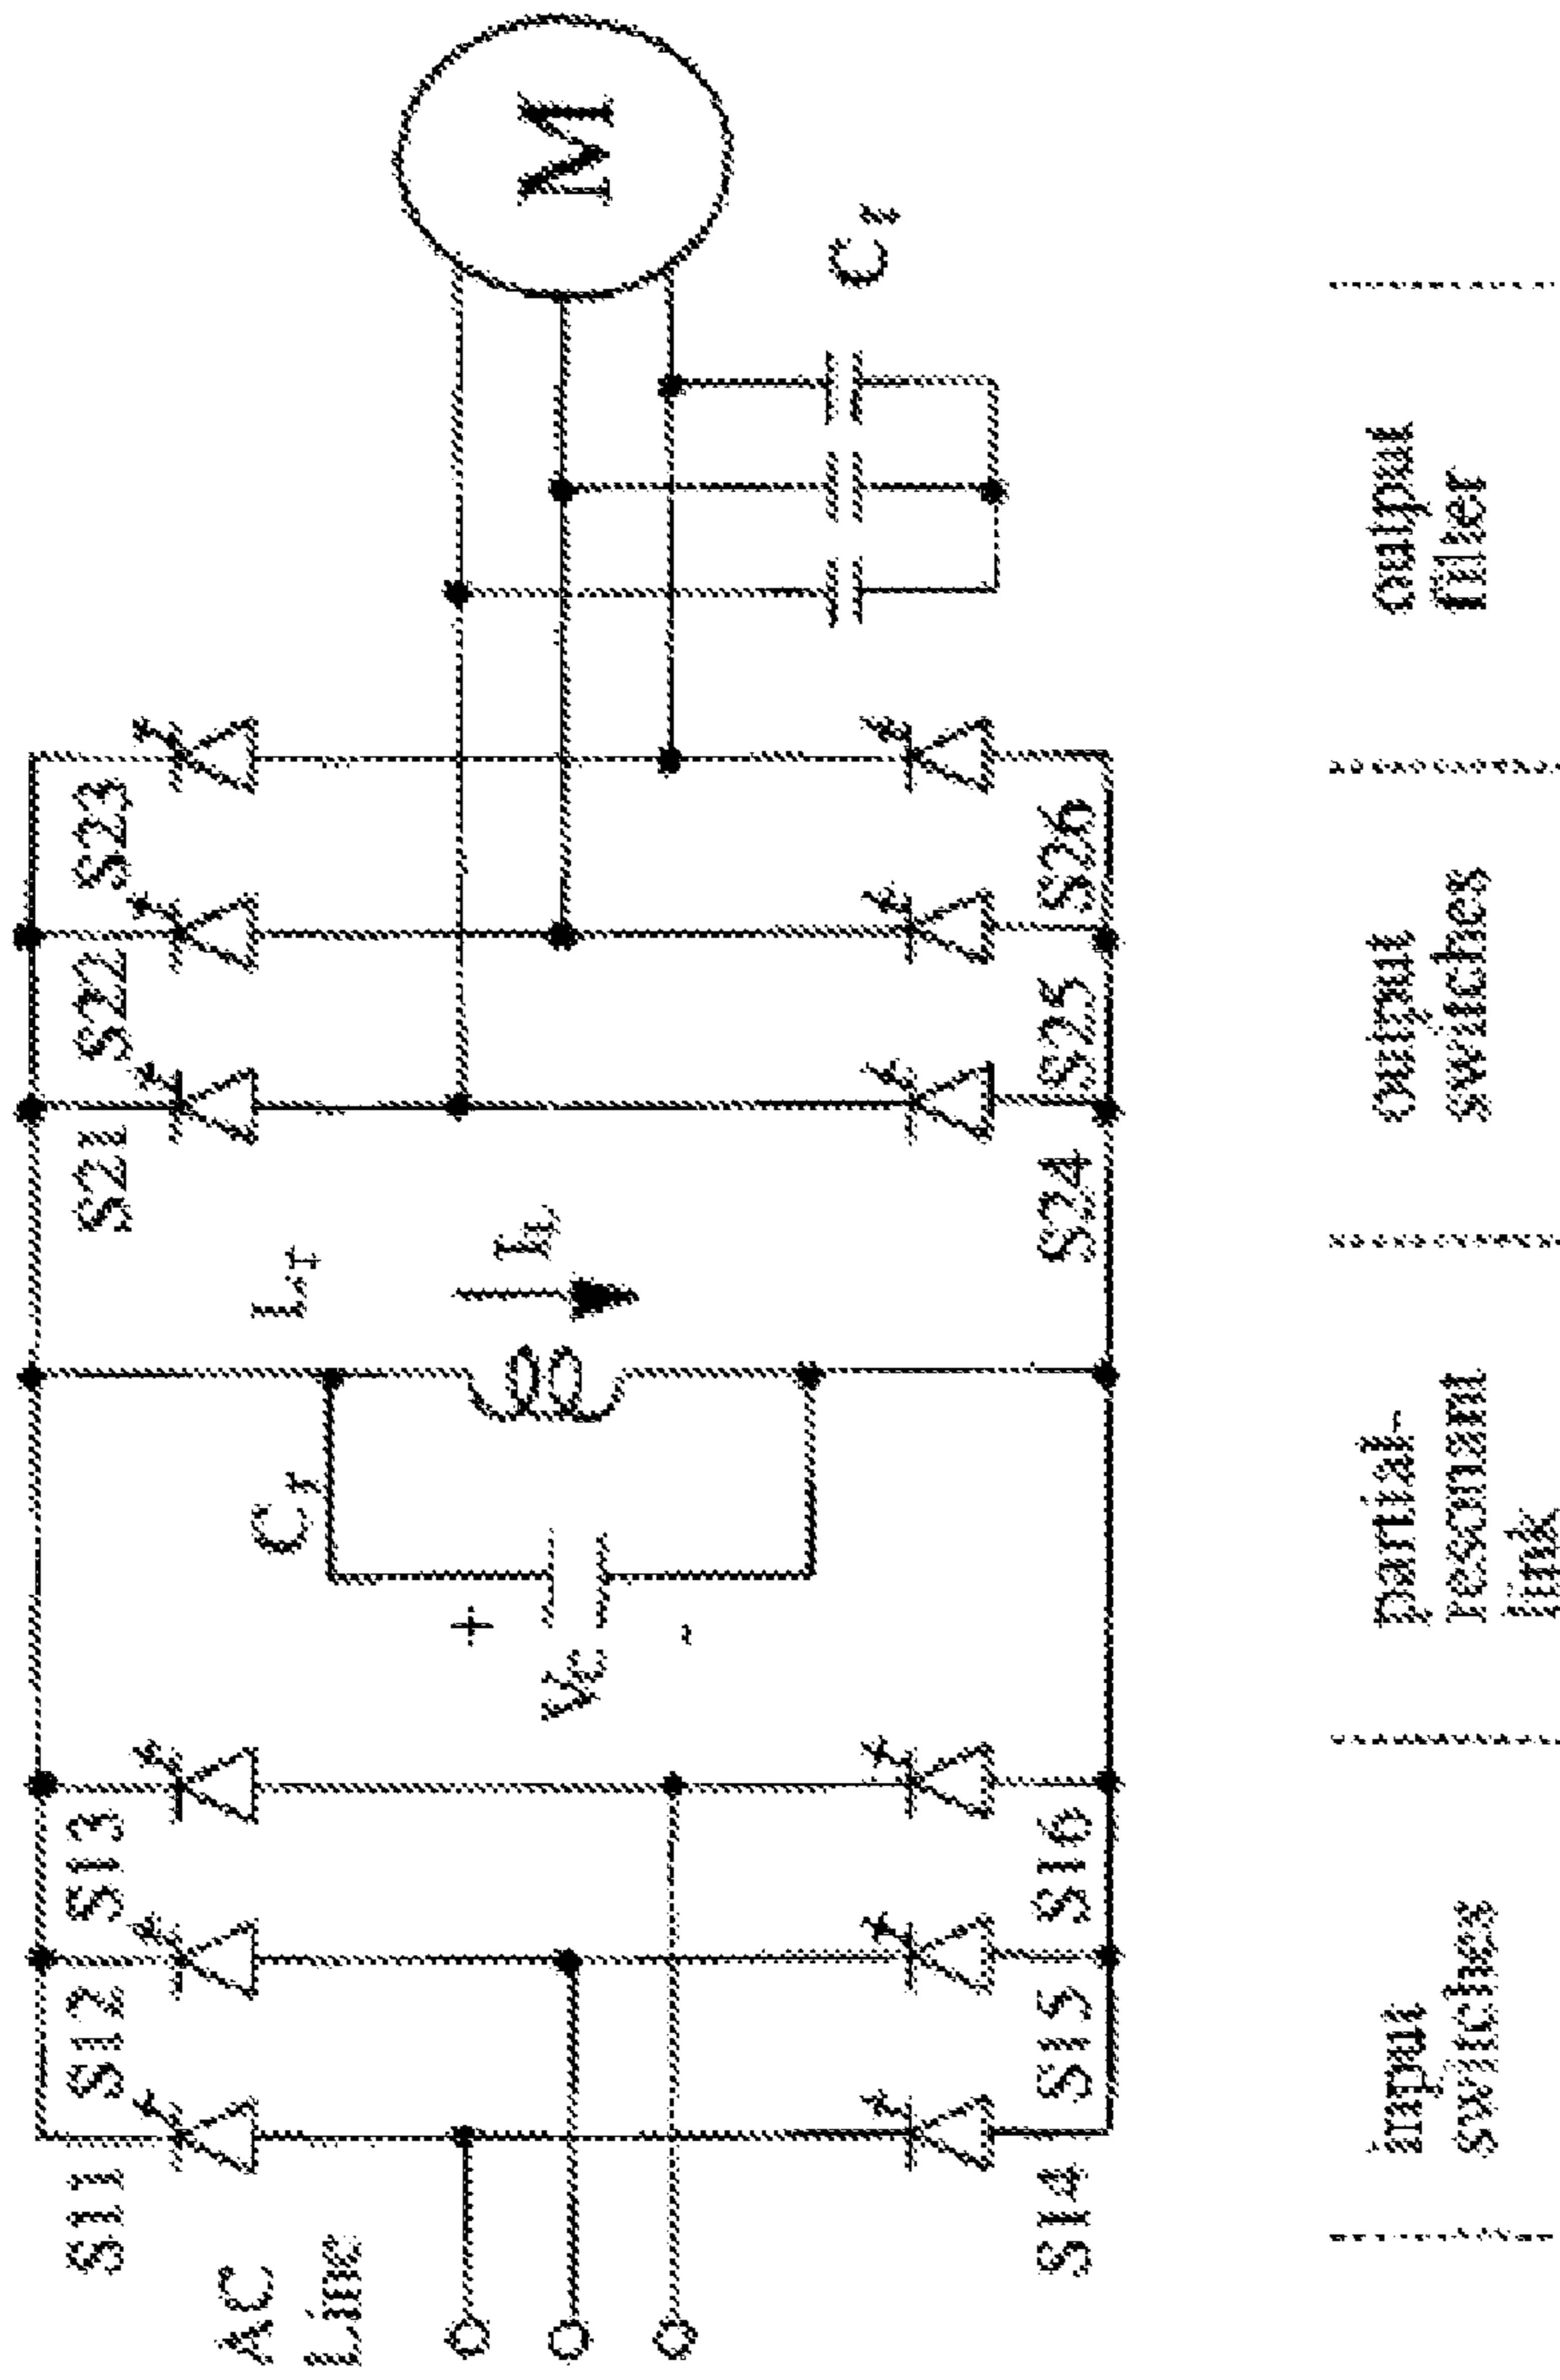 AC
Line
S11
S12
S13
S14
S15
S16
+
VC
-
Cr
Lr
IL
S21
S22
S23
S24
S25
S26
M
Cf
input
switches
partial-
resonant
link
output
switches
output
filter